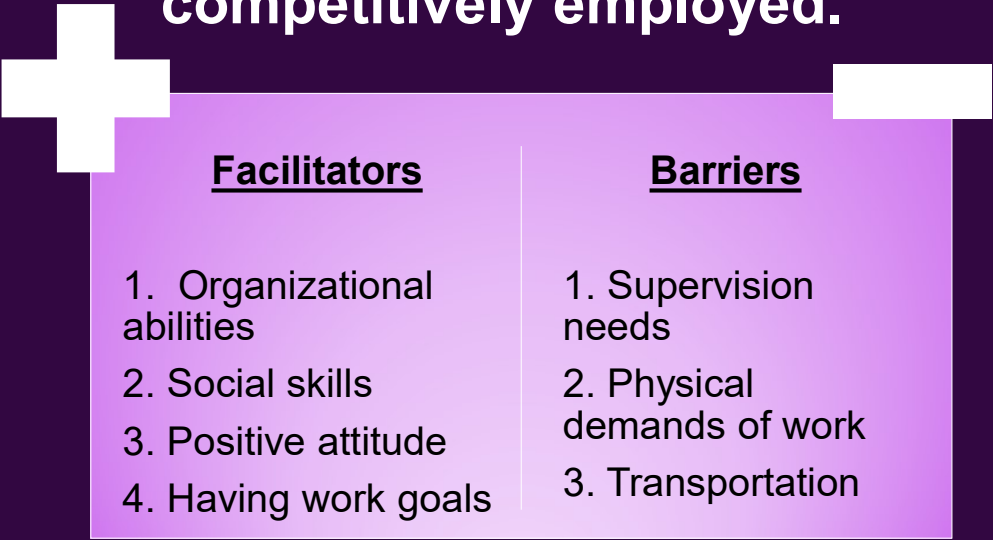 competitively employed.
Facilitators
1. Organizational
abilities
2. Social skills
3. Positive attitude
4. Having work goals
Barriers
1. Supervision
needs
2. Physical
demands of work
3. Transportation